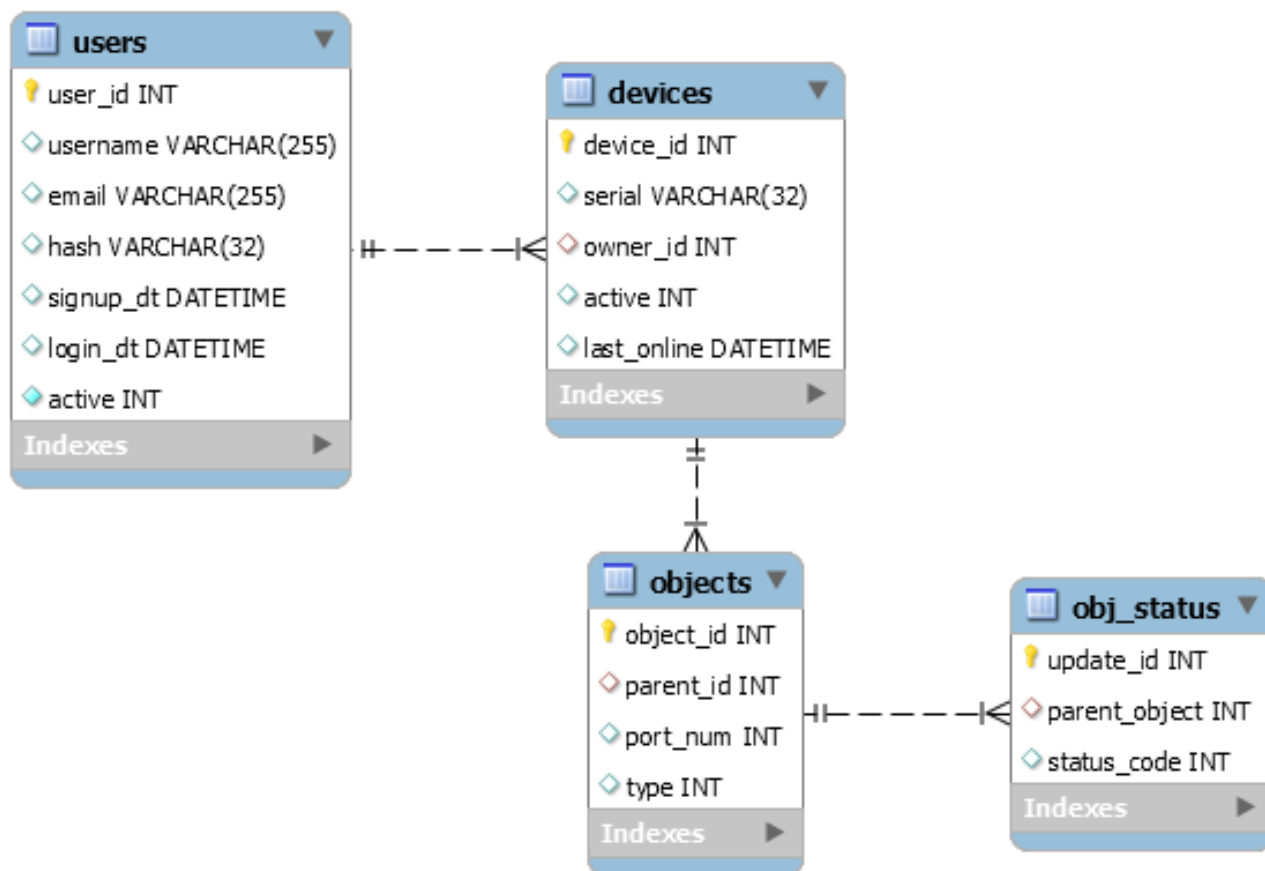 users
user_id INT
username VARCHAR(255)
email VARCHAR(255)
hash VARCHAR(32)
signup_dt DATETIME
login_dt DATETIME
active INT
Indexes
devices
device_id INT
serial VARCHAR(32)
owner_id INT
active INT
last_online DATETIME
Indexes
objects
object_id INT
parent_id INT
port_num INT
type INT
Indexes
obj_status
update_id INT
parent_object INT
status_code INT
Indexes